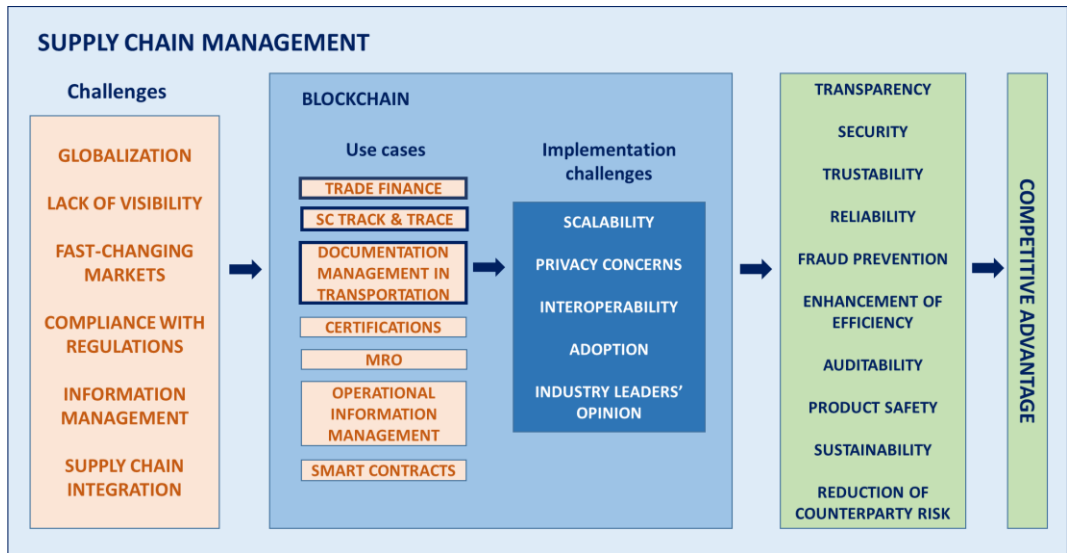 SUPPLY CHAIN MANAGEMENT
Challenges
GLOBALIZATION
LACK OF VISIBILITY
FAST-CHANGING
MARKETS
COMPLIANCE WITH
REGULATIONS
INFORMATION
MANAGEMENT
SUPPLY CHAIN
INTEGRATION
BLOCKCHAIN
Use cases
TRADE FINANCE
SC TRACK & TRACE
DOCUMENTATION
MANAGEMENT IN
TRANSPORTATION
CERTIFICATIONS
MRO
OPERATIONAL
INFORMATION
MANAGEMENT
SMART CONTRACTS
Implementation
challenges
SCALABILITY
PRIVACY CONCERNS
INTEROPERABILITY
ADOPTION
INDUSTRY LEADERS’
OPINION
TRANSPARENCY
SECURITY
TRUSTABILITY
RELIABILITY
FRAUD PREVENTION
ENHANCEMENT OF
EFFICIENCY
AUDITABILITY
PRODUCT SAFETY
SUSTAINABILITY
REDUCTION OF
COUNTERPARTY RISK
COMPETITIVE ADVANTAGE